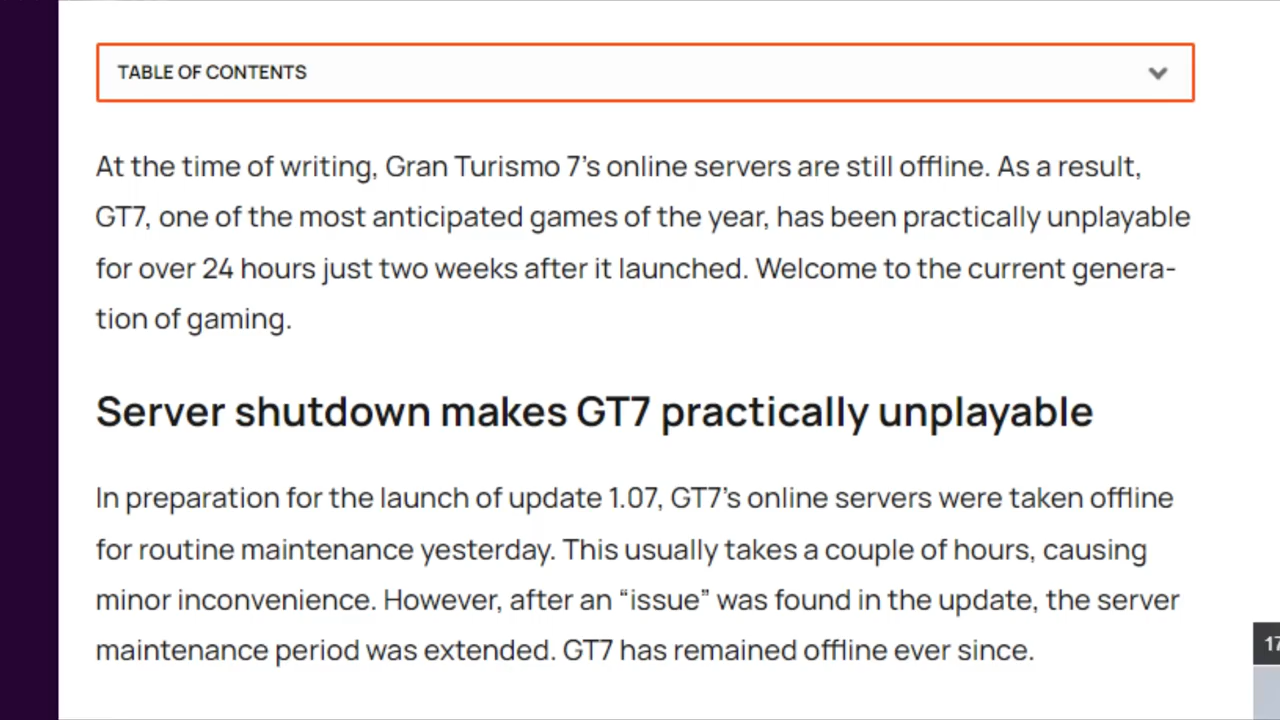 TABLE OF CONTENTS
At the time of writing, Gran Turismo 7’s online servers are still offline. As a result,
GT7, one of the most anticipated games of the year, has been practically unplayable
for over 24 hours just two weeks after it launched. Welcome to the current genera-
tion of gaming.
Server shutdown makes GT7 practically unplayable
In preparation for the launch of update 1.07, GT7’s online servers were taken offline
for routine maintenance yesterday. This usually takes a couple of hours, causing
minor inconvenience. However, after an “issue” was found in the update, the server
maintenance period was extended. GT7 has remained offline ever since.